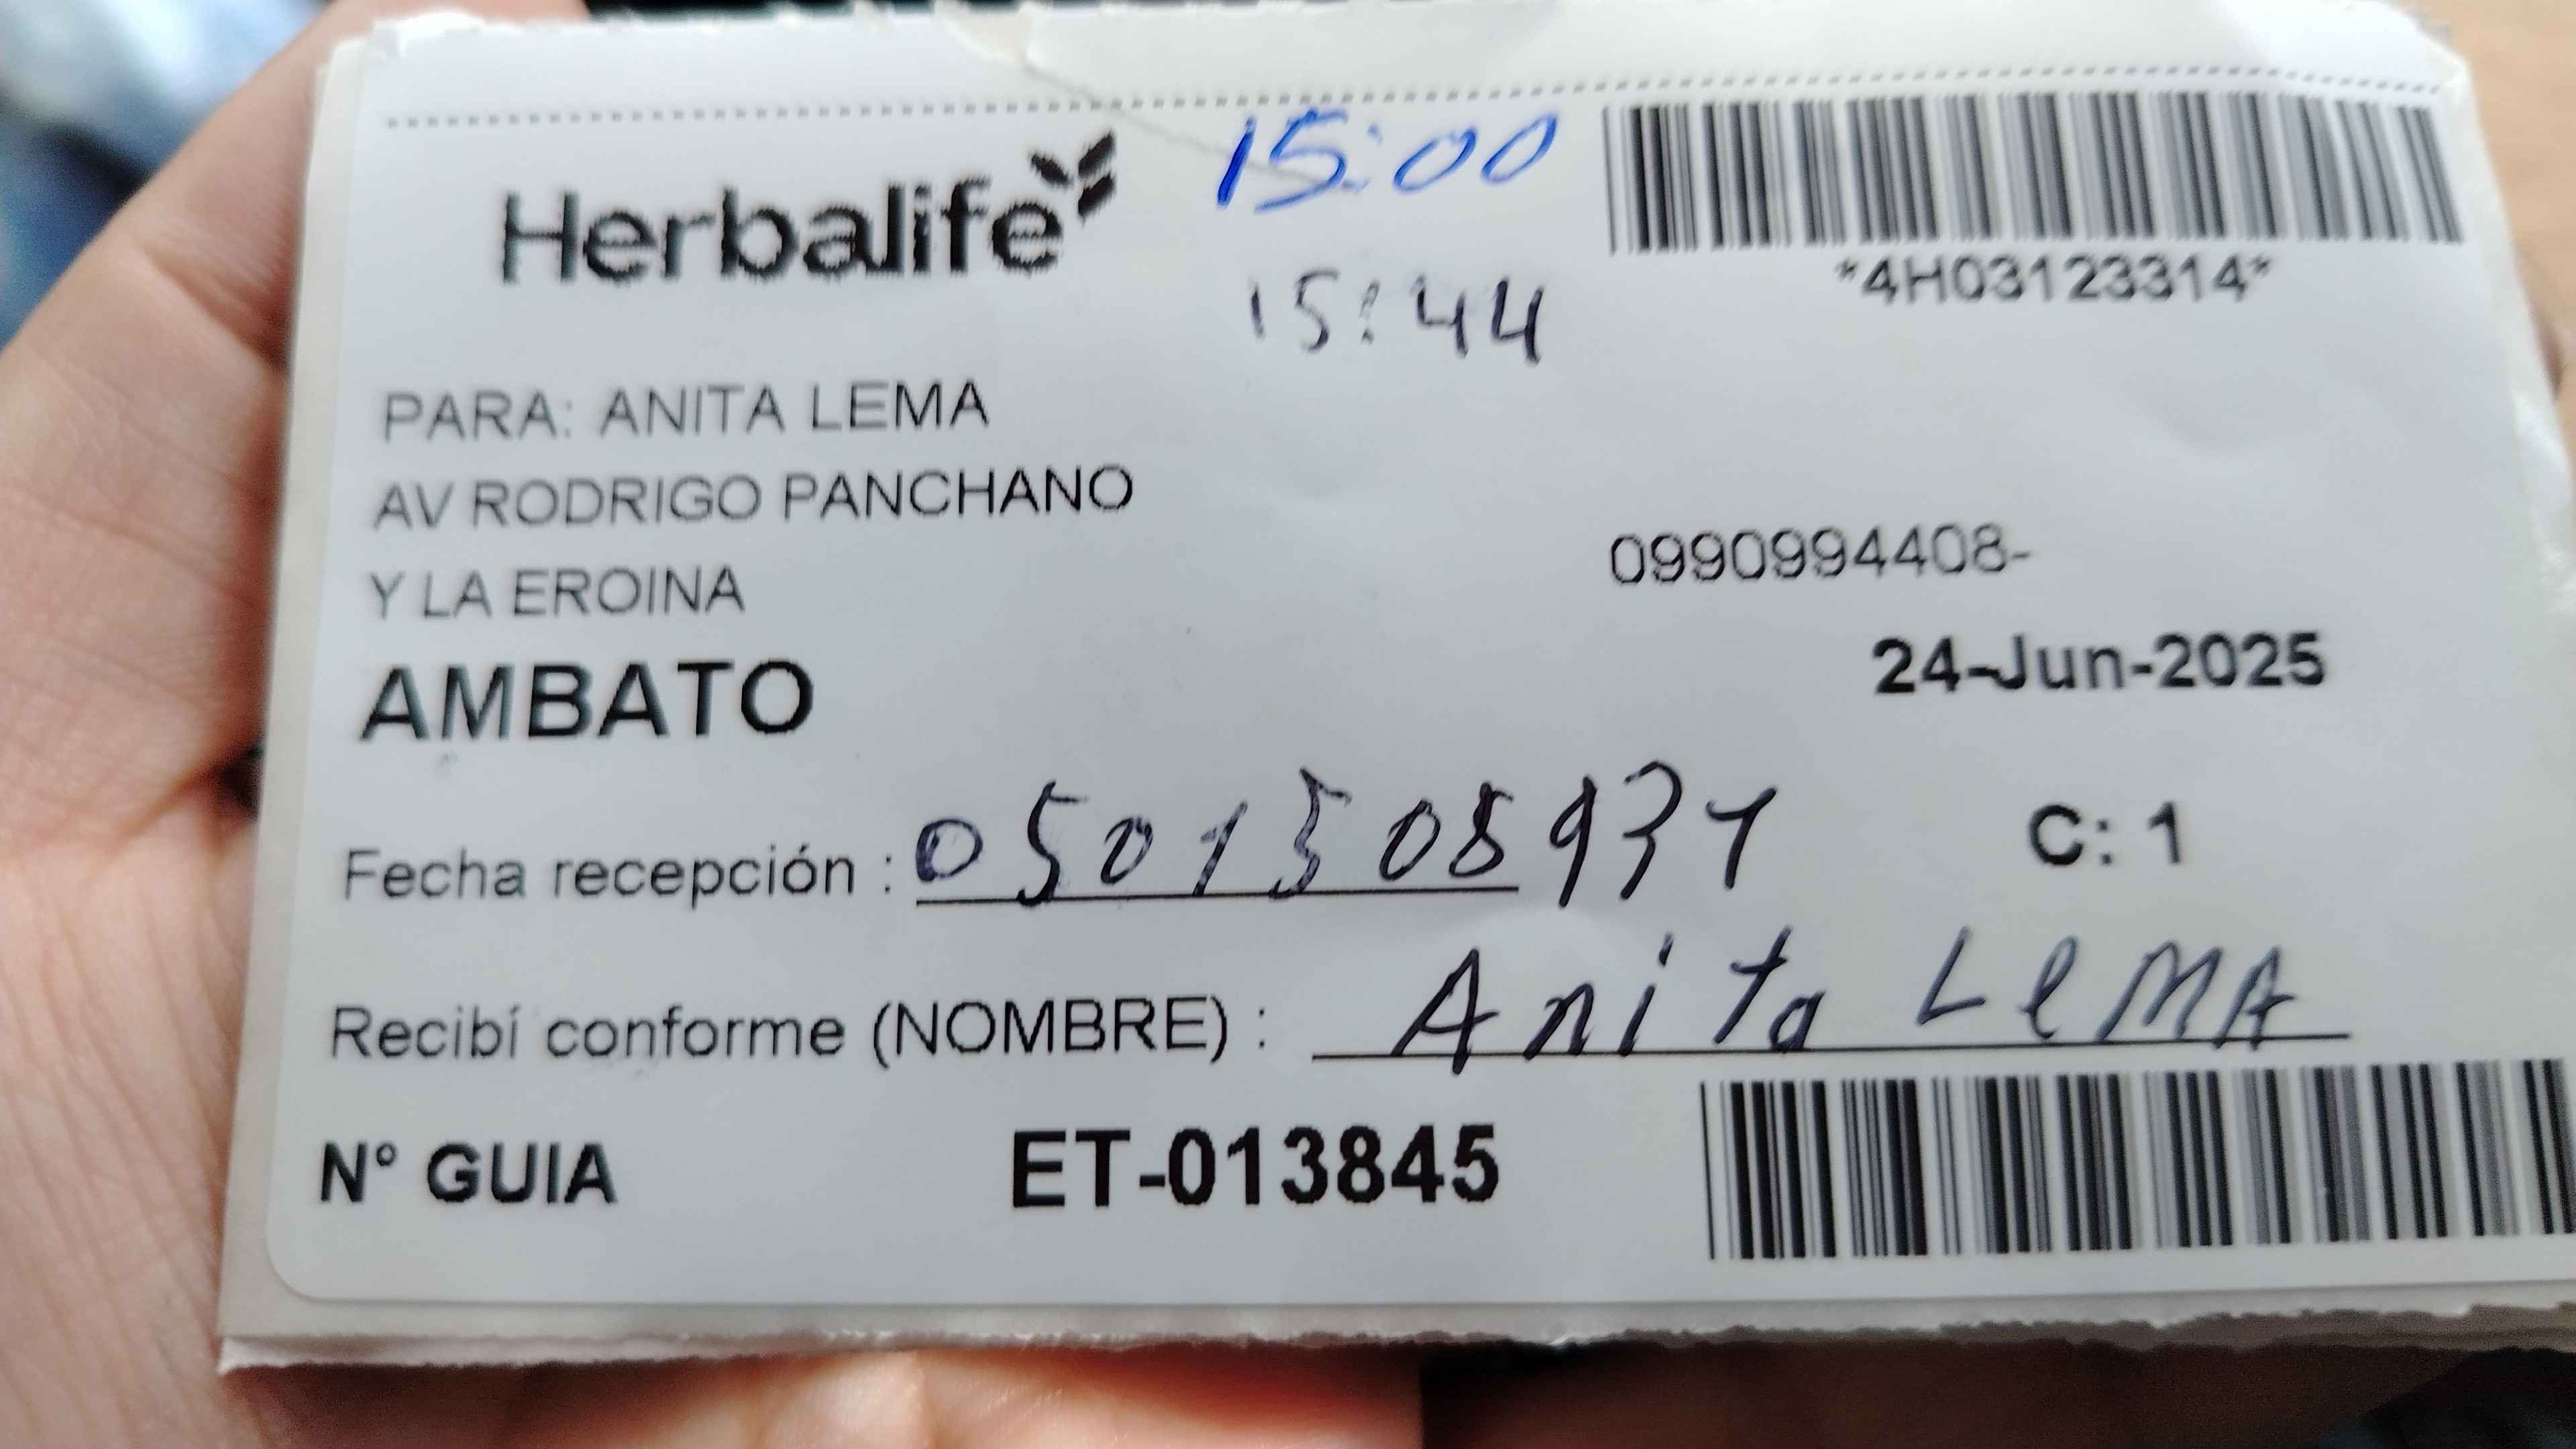 Herbalife
15:00
15:44
*4H03123314*
PARA: ANITA LEMA
AV RODRIGO PANCHANO
Y LA EROINA
0990994408-
AMBATO
24-Jun-2025
Fecha recepción : 0501508937
C: 1
Recibí conforme (NOMBRE) : Anita LeMA
N° GUIA ET-013845